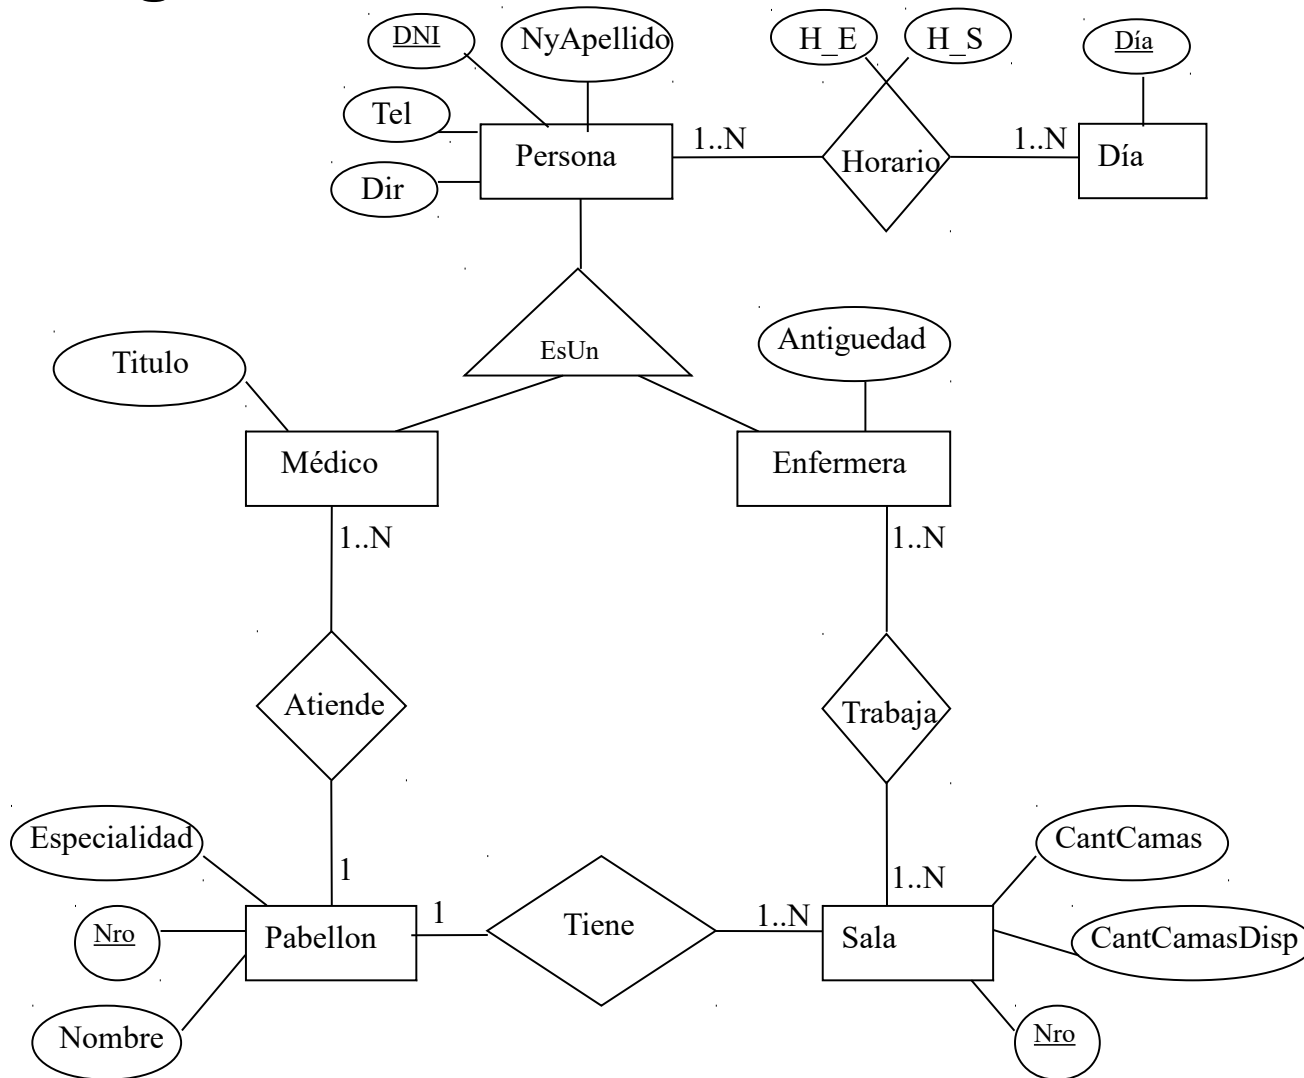 DNI
NyApellido
H_E
H_S
Día
Tel
Persona
1..N
Horario
1..N
Día
Dir
EsUn
Antiguedad
Titulo
Médico
Enfermera
1..N
1..N
Atiende
Trabaja
Especialidad
1
1..N
CantCamas
Nro
Pabellon
1
Tiene
1..N
Sala
CantCamasDisp
Nombre
Nro